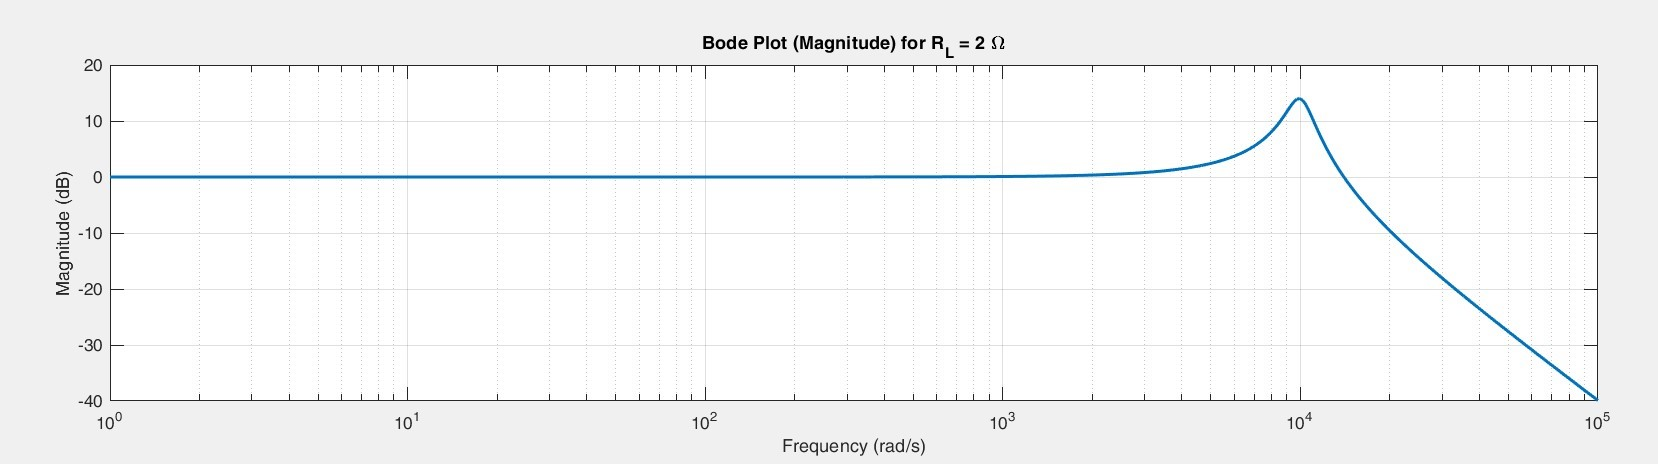 Bode Plot (Magnitude) for R_L = 2 Ω
20
10
0
-10
-20
-30
-40
Magnitude (dB)
10^0 10^1 10^2 10^3 10^4 10^5
Frequency (rad/s)